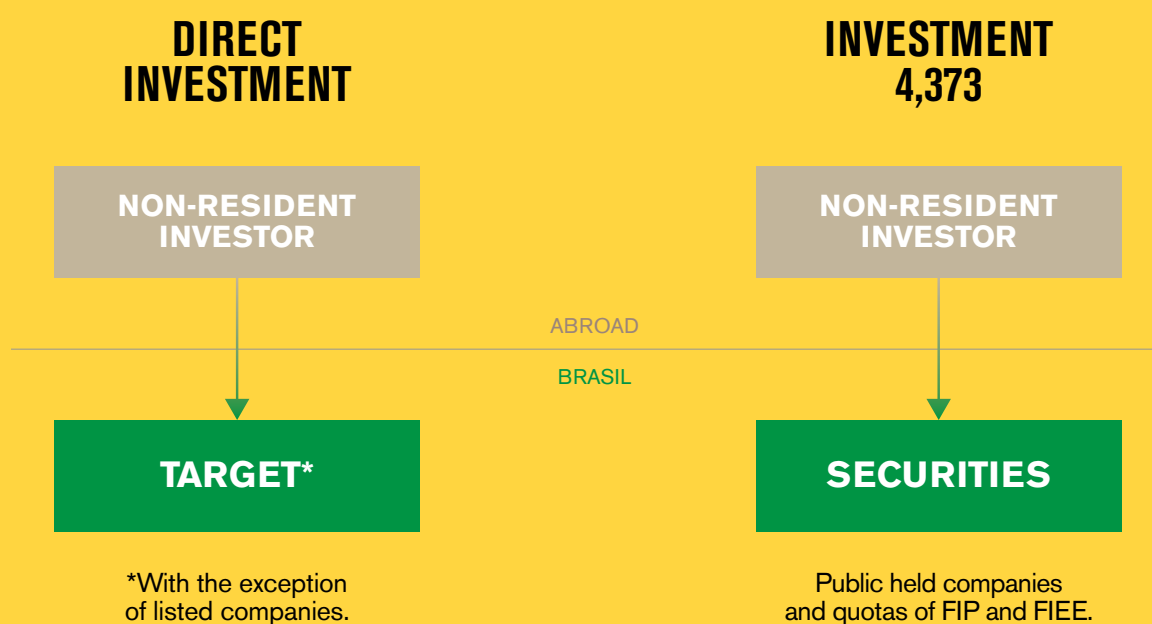 DIRECT
INVESTMENT
INVESTMENT
4,373
NON-RESIDENT
INVESTOR
NON-RESIDENT
INVESTOR
ABROAD
BRASIL
TARGET*
SECURITIES
*With the exception
of listed companies.
Public held companies
and quotas of FIP and FIEE.